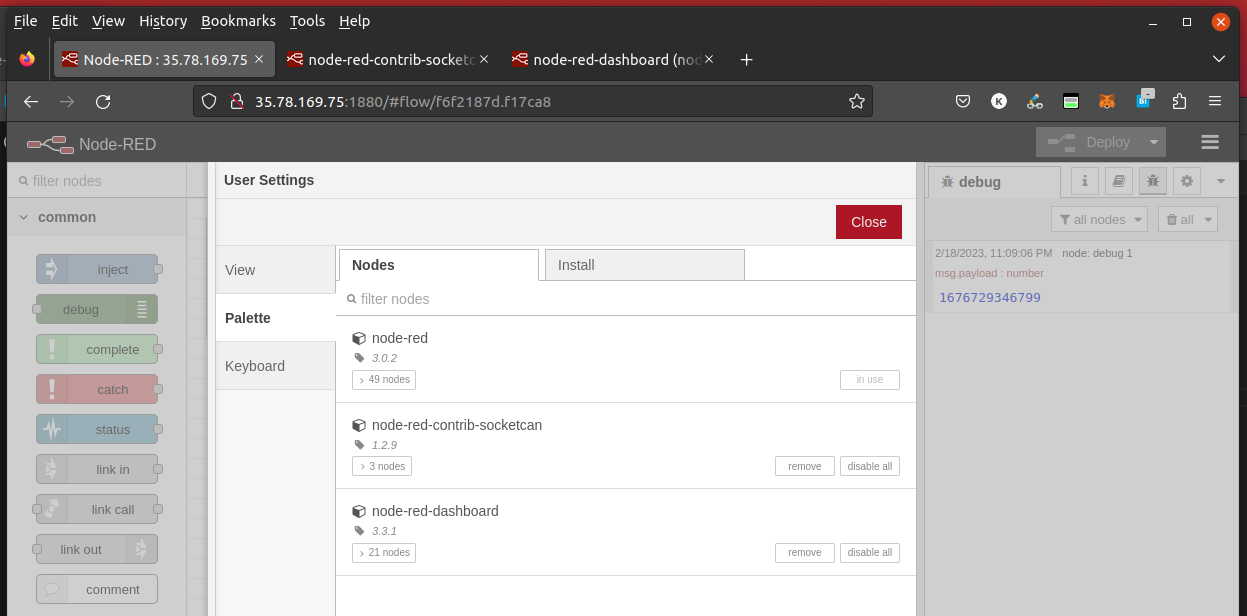 File Edit View History Bookmarks Tools Help
Node-RED : 35.78.169.75
node-red-contrib-socketc
node-red-dashboard (noc
35.78.169.75:1880/#flow/f6f2187d.f17ca8
Node-RED
Deploy
filter nodes
common
inject
debug
complete
catch
status
link in
link call
link out
comment
User Settings
Close
View
Palette
Keyboard
Nodes
Install
filter nodes
node-red
3.0.2
49 nodes
in use
node-red-contrib-socketcan
1.2.9
3 nodes
remove
disable all
node-red-dashboard
3.3.1
21 nodes
remove
disable all
debug
all nodes
all
2/18/2023, 11:09:06 PM node: debug 1
msg.payload : number
1676729346799